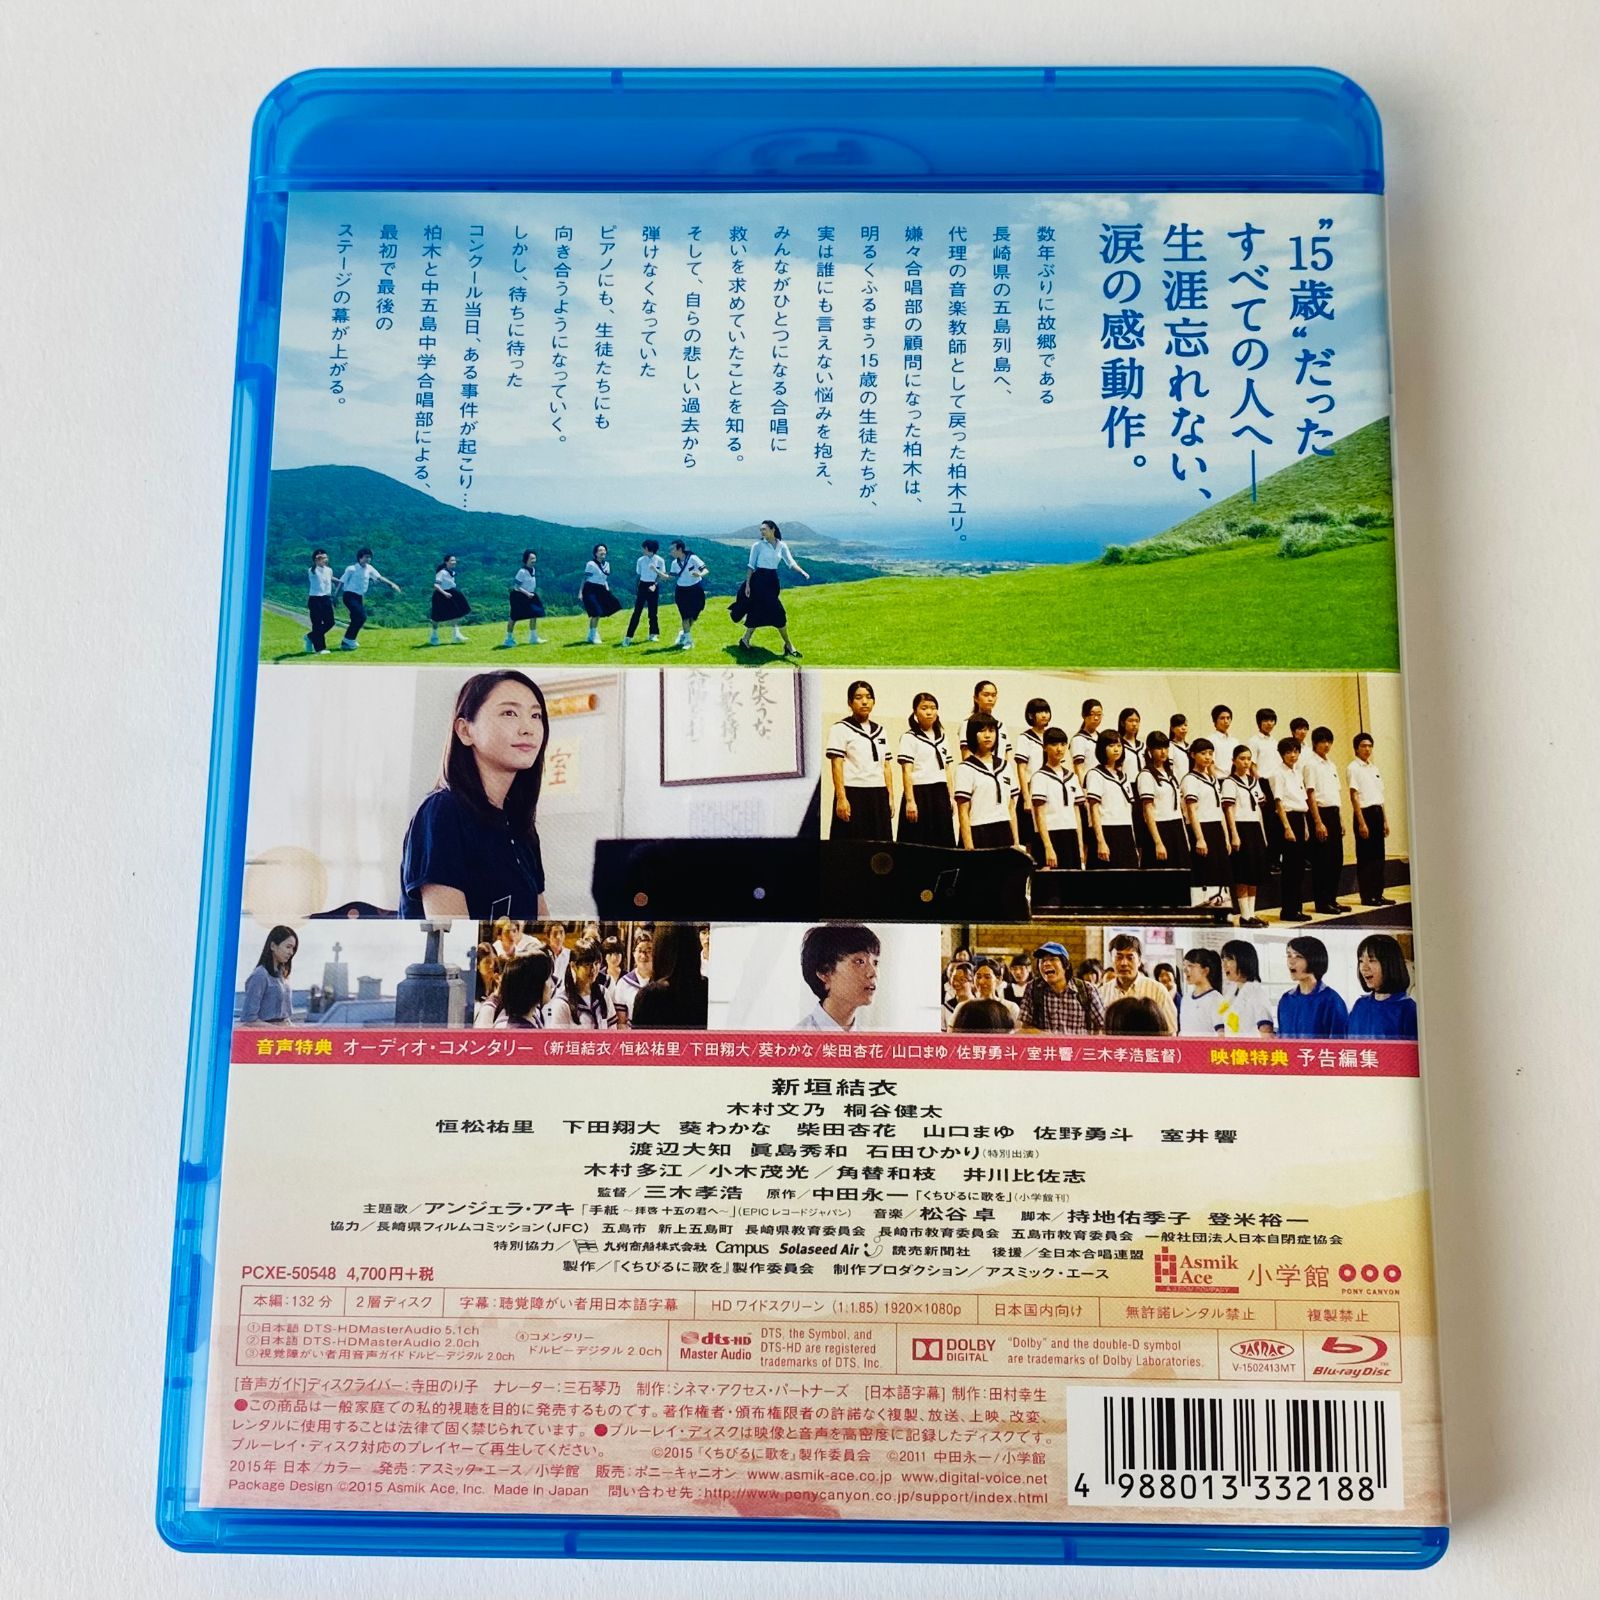 ”15歳“だった
すべての人へ──
生涯忘れない、
涙の感動作。
数年ぶりに故郷である
長崎県の五島列島へ、
代理の音楽教師として戻った柏木ユリ。
嫌々合唱部の顧問になった柏木は、
明るくふるまう15歳の生徒たちが、
実は誰にも言えない悩みを抱え、
みんながひとつになる合唱に
救いを求めていたことを知る。
そして、自らの悲しい過去から
弾けなくなっていた
ピアノにも、生徒たちにも
向き合うようになっていく。
しかし、待ちに待った
コンクール当日、ある事件が起こり…
柏木と中五島中学合唱部による、
最初で最後の
ステージの幕が上がる。
室
音声特典 オーディオ・コメンタリー（新垣結衣/恒松祐里/下田翔大/葵わかな/柴田杏花/山口まゆ/佐野勇斗/室井響/三木孝浩監督） 映像特典 予告編集
新垣結衣
木村文乃 桐谷健太
恒松祐里 下田翔大 葵わかな 柴田杏花 山口まゆ 佐野勇斗 室井響
渡辺大知 眞島秀和 石田ひかり(特別出演)
木村多江/小木茂光/角替和枝 井川比佐志
監督/三木孝浩 原作/中田永一「くちびるに歌を」(小学館刊)
主題歌/アンジェラ・アキ「手紙 ～拝啓 十五の君へ～」(EPICレコードジャパン) 音楽/松谷 卓 脚本/持地佑季子 登米裕一
協力/長崎県フィルムコミッション(JFC) 五島市 新上五島町 長崎県教育委員会 長崎市教育委員会 五島市教育委員会 一般社団法人日本自閉症協会
特別協力/九州商船株式会社 Campus Solaseed Air 読売新聞社 後援/全日本合唱連盟
製作/『くちびるに歌を』製作委員会 制作プロダクション/アスミック・エース
Asmik Ace 小学館 PONY CANYON
PCXE-50548 4,700円+税
本編:132分 2層ディスク 字幕:聴覚障がい者用日本語字幕 HD ワイドスクリーン (1:1.85) 1920×1080p 日本国内向け 無許諾レンタル禁止 複製禁止
①日本語 DTS-HDMasterAudio 5.1ch
②日本語 DTS-HDMasterAudio 2.0ch
③視覚障がい者用音声ガイド ドルビーデジタル 2.0ch
④コメンタリー
ドルビーデジタル 2.0ch
dts-HD Master Audio
DTS, the Symbol, and
DTS-HD are registered
trademarks of DTS, Inc.
DOLBY DIGITAL
"Dolby" and the double-D symbol
are trademarks of Dolby Laboratories.
JASRAC
V-1502413MT
Blu-ray Disc
[音声ガイド]ディスクライバー:寺田のり子 ナレーター:三石琴乃 制作:シネマ・アクセス・パートナーズ [日本語字幕] 制作:田村幸生
●この商品は一般家庭での私的視聴を目的に発売するものです。著作権者・頒布権限者の許諾なく複製、放送、上映、改変、
レンタルに使用することは法律で固く禁じられています。●ブルーレイ・ディスクは映像と音声を高密度に記録したディスクです。
ブルーレイ・ディスク対応のプレイヤーで再生してください。 ©2015『くちびるに歌を』製作委員会 ©2011 中田永一/小学館
2015年 日本/カラー 発売:アスミック・エース/小学館 販売:ポニーキャニオン www.asmik-ace.co.jp www.digital-voice.net
Package Design ©2015 Asmik Ace, Inc. Made in Japan 問い合わせ先:http://www.ponycanyon.co.jp/support/index.html
4 988013 332188